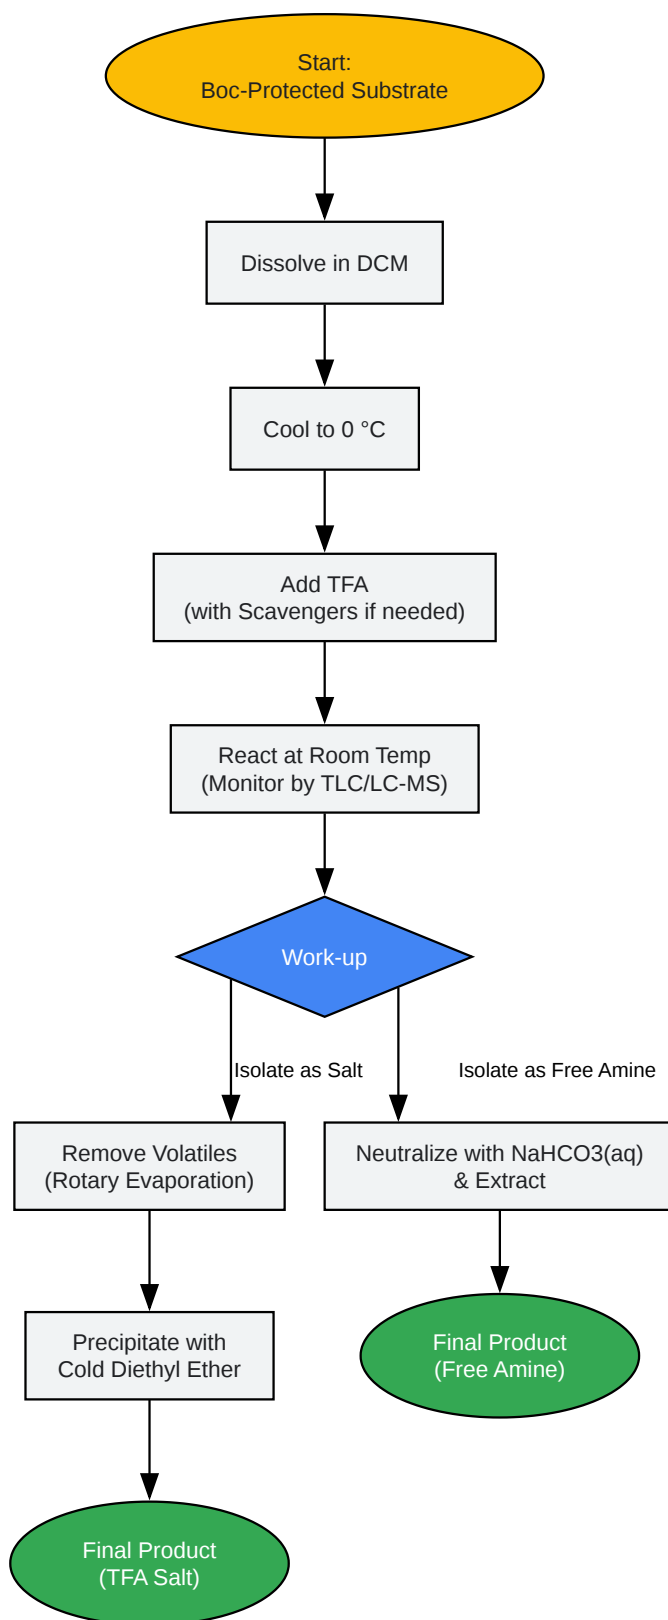 Start:
Boc-Protected Substrate
Dissolve in DCM
Cool to 0 °C
Add TFA
(with Scavengers if needed)
React at Room Temp
(Monitor by TLC/LC-MS)
Work-up
Isolate as Salt
Isolate as Free Amine
Remove Volatiles
(Rotary Evaporation)
Neutralize with NaHCO3(aq)
& Extract
Precipitate with
Cold Diethyl Ether
Final Product
(Free Amine)
Final Product
(TFA Salt)